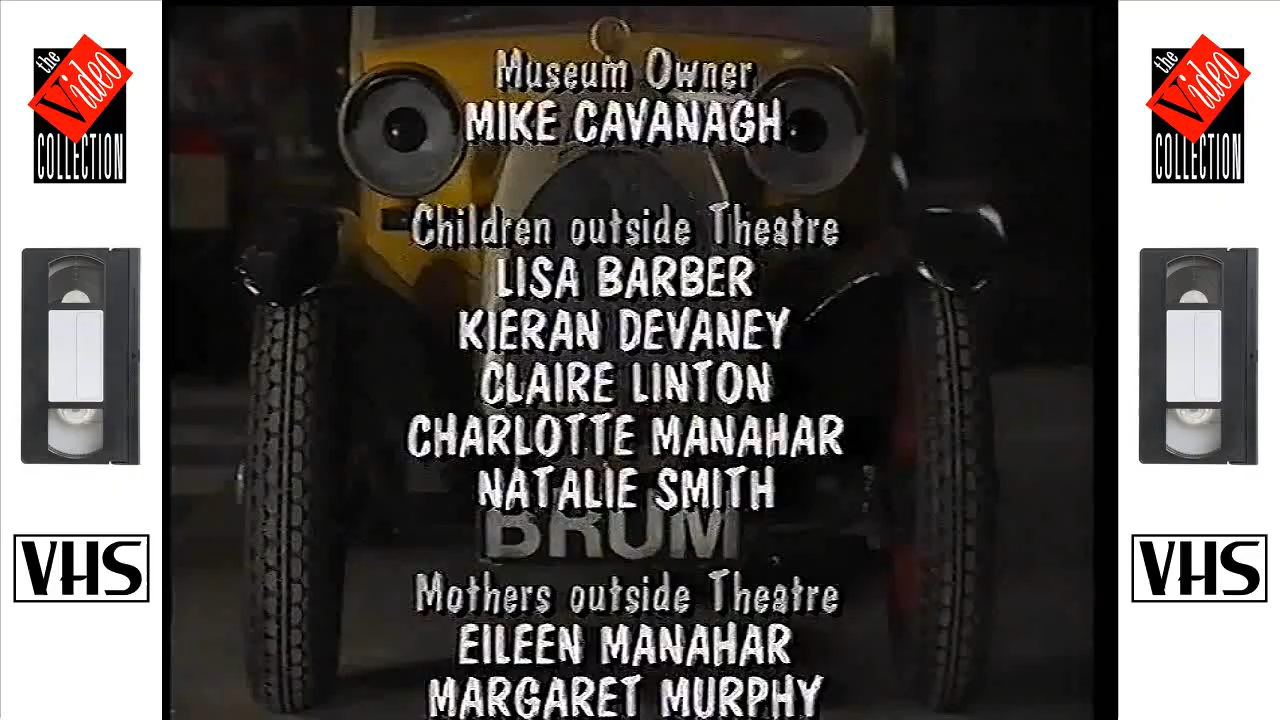 the Video COLLECTION
VHS
Museum Owner
MIKE CAVANAGH
Children outside Theatre
LISA BARBER
KIERAN DEVANEY
CLAIRE LINTON
CHARLOTTE MANAHAR
NATALIE SMITH
BRUM
Mothers outside Theatre
EILEEN MANAHAR
MARGARET MURPHY
the Video COLLECTION
VHS